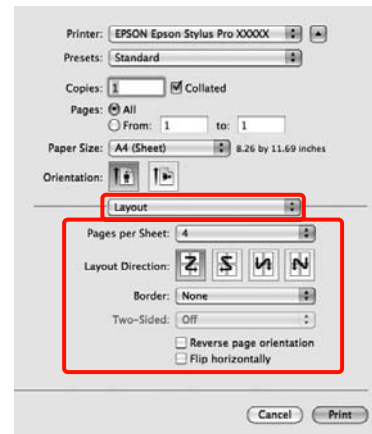 Printer: EPSON Epson Stylus Pro XXXXX
Presets: Standard
Copies: 1 Collated
Pages: All
From: 1 to: 1
Paper Size: A4 (Sheet) 8.26 by 11.69 inches
Orientation:
Layout
Pages per Sheet: 4
Layout Direction:
Border: None
Two-Sided: Off
Reverse page orientation
Flip horizontally
Cancel Print